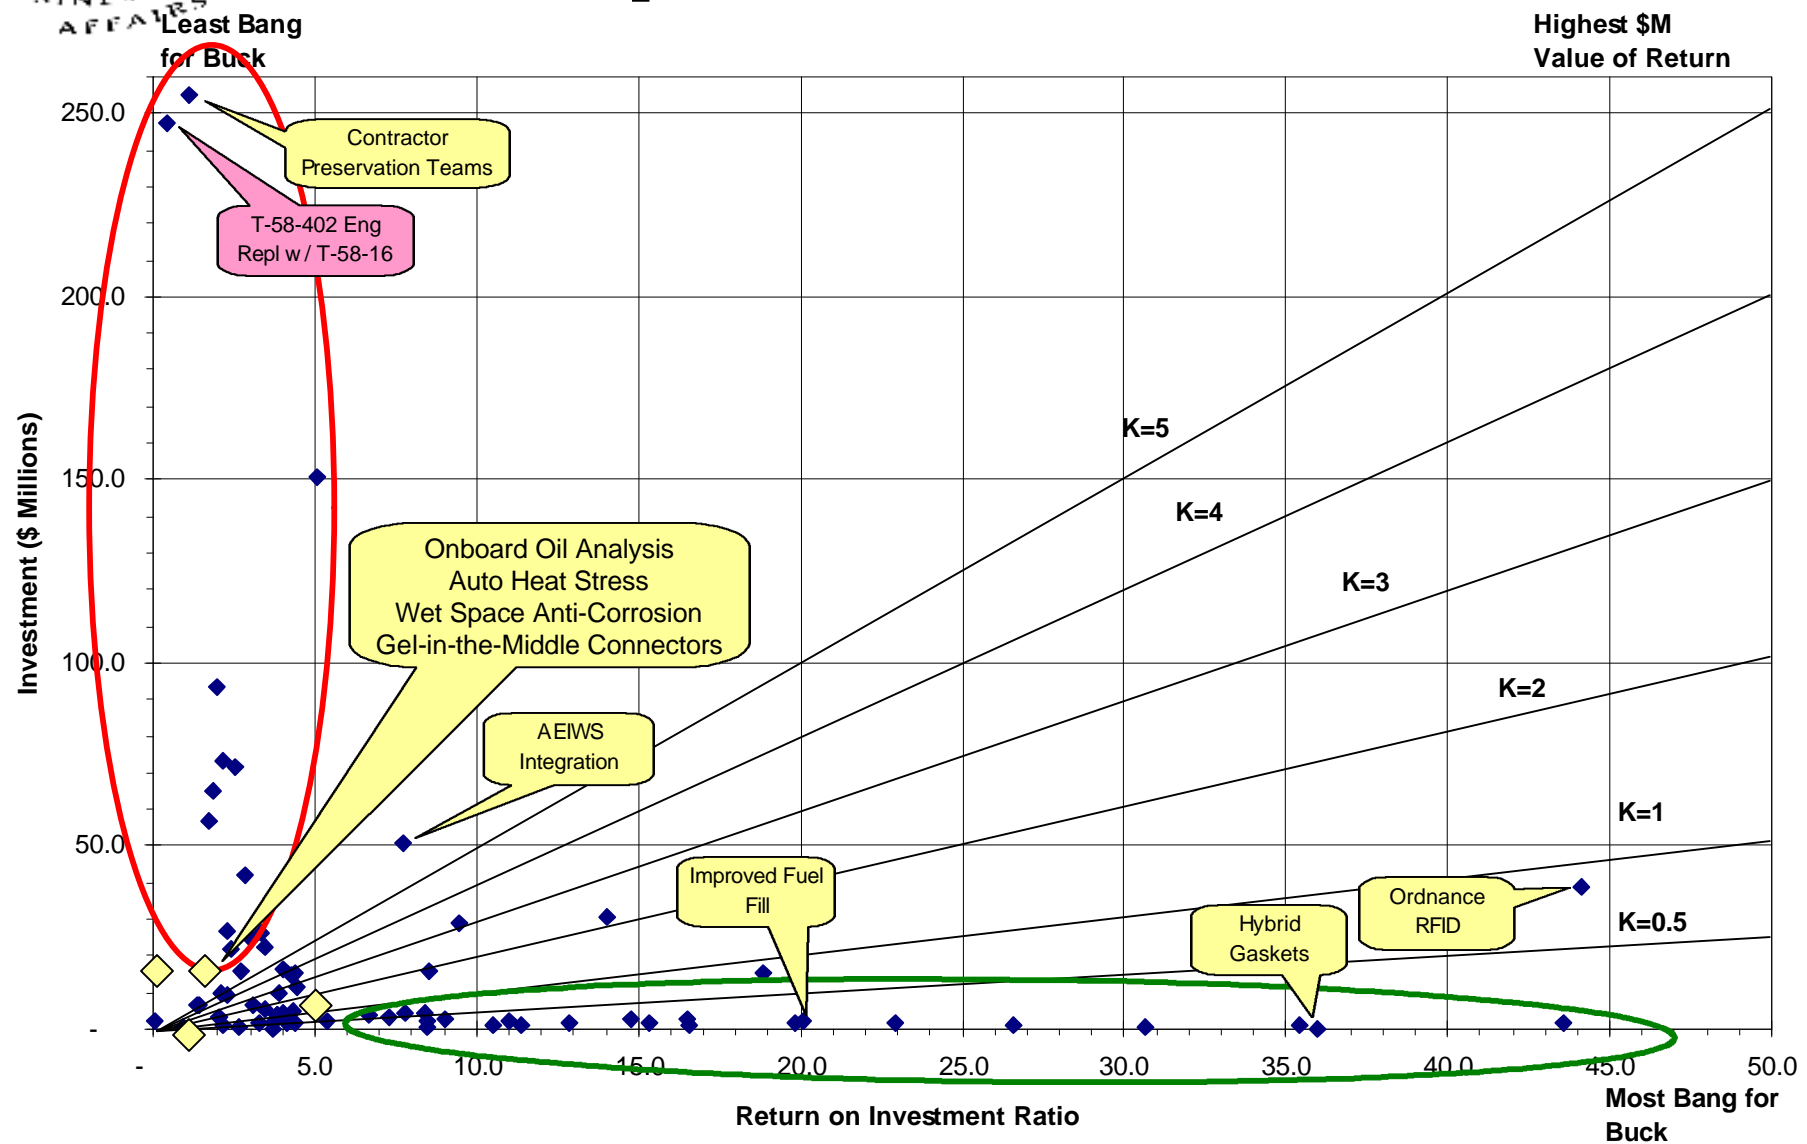 AFFAIRS
Least Bang
for Buck
Highest $M
Value of Return
250.0
200.0
150.0
100.0
50.0
-
Investment ($ Millions)
Contractor
Preservation Teams
T-58-402 Eng
Repl w/ T-58-16
Onboard Oil Analysis
Auto Heat Stress
Wet Space Anti-Corrosion
Gel-in-the-Middle Connectors
AEIWS
Integration
Improved Fuel
Fill
Hybrid
Gaskets
Ordnance
RFID
K=5
K=4
K=3
K=2
K=1
K=0.5
-
5.0
10.0
15.0
20.0
25.0
30.0
35.0
40.0
45.0
50.0
Return on Investment Ratio
Most Bang for
Buck